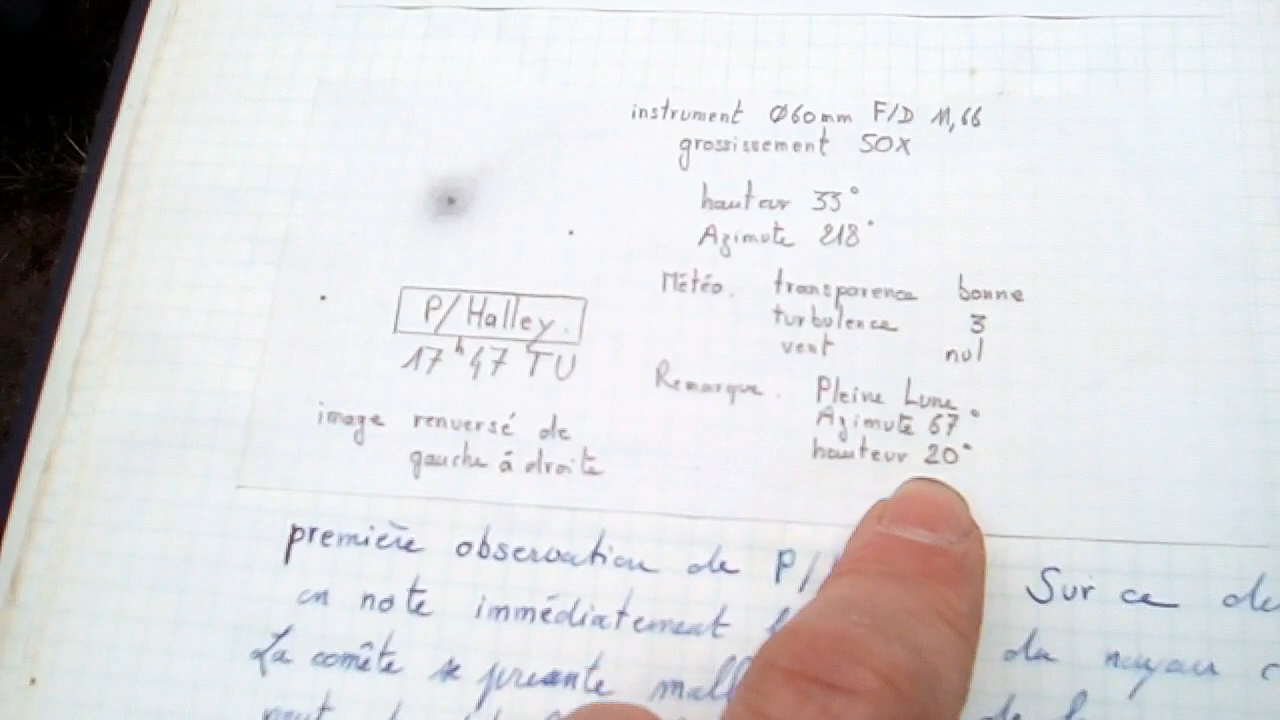 instrument Ø60mm F/D 11,66
grossissement 50X
hauteur 33°
Azimute 218°
Météo. transparence bonne
turbulence 3
vent nul
P/Halley.
17h47 TU
Remarque. Pleine Lune
Azimute 67°
hauteur 20°
image renversé de
gauche à droite
première observation de P/ Sur ce de
on note immédiatement du noyau
La comète se présente